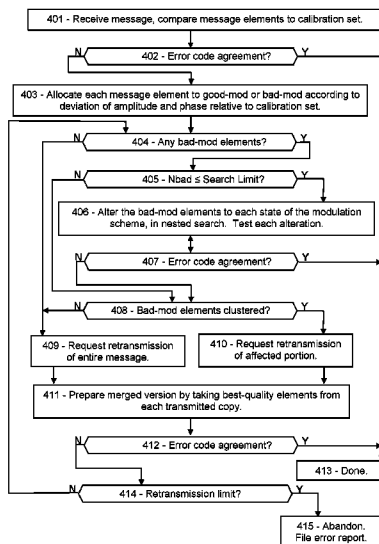 401 - Receive message, compare message elements to calibration set.
N 402 - Error code agreement? Y
403 - Allocate each message element to good-mod or bad-mod according to
deviation of amplitude and phase relative to calibration set.
N 404 - Any bad-mod elements? Y
N 405 - Nbad ≤ Search Limit? Y
406 - Alter the bad-mod elements to each state of the modulation
scheme, in nested search. Test each alteration.
N 407 - Error code agreement? Y
N 408 - Bad-mod elements clustered? Y
409 - Request retransmission
of entire message.
410 - Request retransmission
of affected portion.
411 - Prepare merged version by taking best-quality elements from
each transmitted copy.
N 412 - Error code agreement? Y
413 - Done.
N 414 - Retransmission limit? Y
415 - Abandon.
File error report.